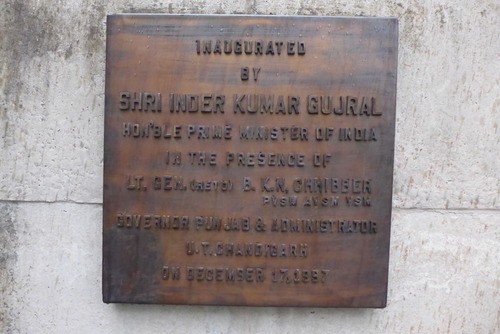 INAUGURATED
BY
SHRI INDER KUMAR GUJRAL
HON'BLE PRIME MINISTER OF INDIA
IN THE PRESENCE OF
LT. GEN. (RETD) B. K. N. CHHIBBER
PVSM AVSM VSM
GOVERNOR PUNJAB & ADMINISTRATOR
U.T. CHANDIGARH
ON DECEMBER 17, 1997